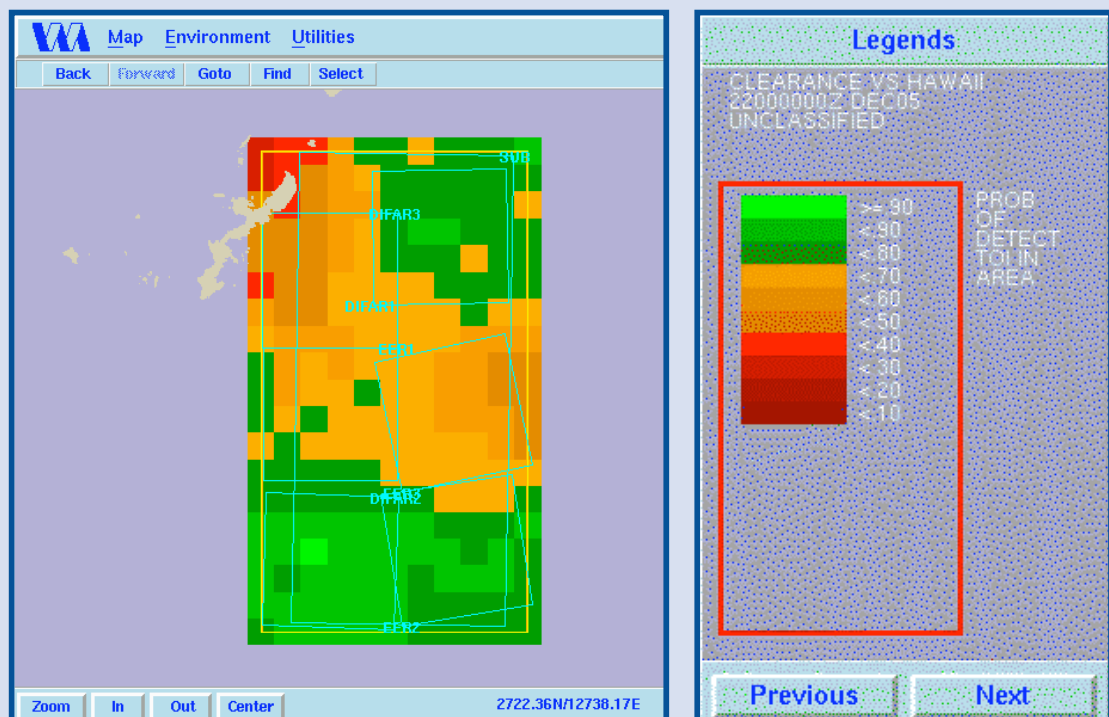 Map Environment Utilities
Back Forward Goto Find Select
SUB
DIFAR3
DIFAR1
EER1
EER3
DIFAR2
EER2
Zoom In Out Center 2722.36N/12738.17E
Legends
CLEARANCE VS HAWAII
22000000Z DEC05
UNCLASSIFIED
>= 90
< 90
< 80
< 70
< 60
< 50
< 40
< 30
< 20
< 10
PROB
OF
DETECT
TOI IN
AREA
Previous Next